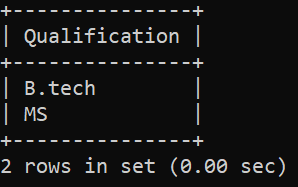 +---------------+
| Qualification |
+---------------+
| B.tech        |
| MS            |
+---------------+
2 rows in set (0.00 sec)